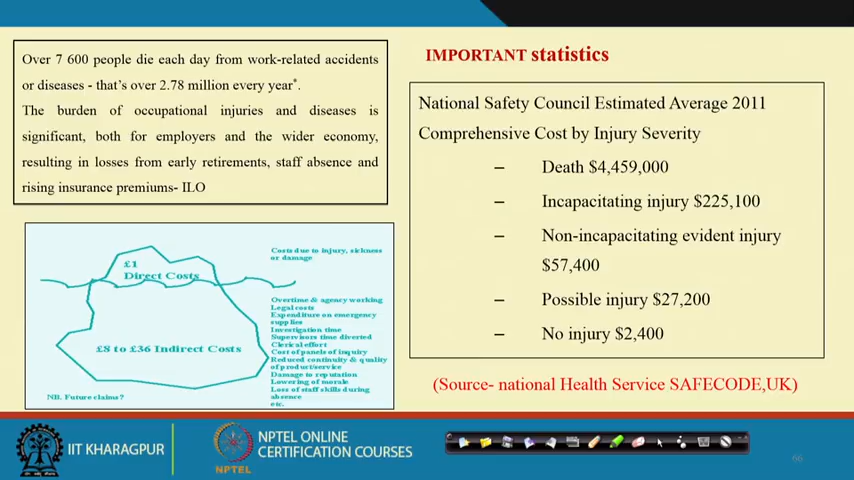 Over 7 600 people die each day from work-related accidents
or diseases - that's over 2.78 million every year*.
The burden of occupational injuries and diseases is
significant, both for employers and the wider economy,
resulting in losses from early retirements, staff absence and
rising insurance premiums- ILO
£1
Direct Costs
Costs due to injury, sickness
or damage
£8 to £36 Indirect Costs
Overtime & agency working
Legal costs
Expenditure on emergency
supplies
Investigation time
Supervisors time diverted
Clerical effort
Cost of panels of inquiry
Reduced continuity & quality
of product/service
Damage to reputation
Lowering of morale
Loss of staff skills during
absence
etc.
NB. Future claims?
IMPORTANT statistics
National Safety Council Estimated Average 2011
Comprehensive Cost by Injury Severity
– Death $4,459,000
– Incapacitating injury $225,100
– Non-incapacitating evident injury
$57,400
– Possible injury $27,200
– No injury $2,400
(Source- national Health Service SAFECODE,UK)
IIT KHARAGPUR
NPTEL
NPTEL ONLINE
CERTIFICATION COURSES
66